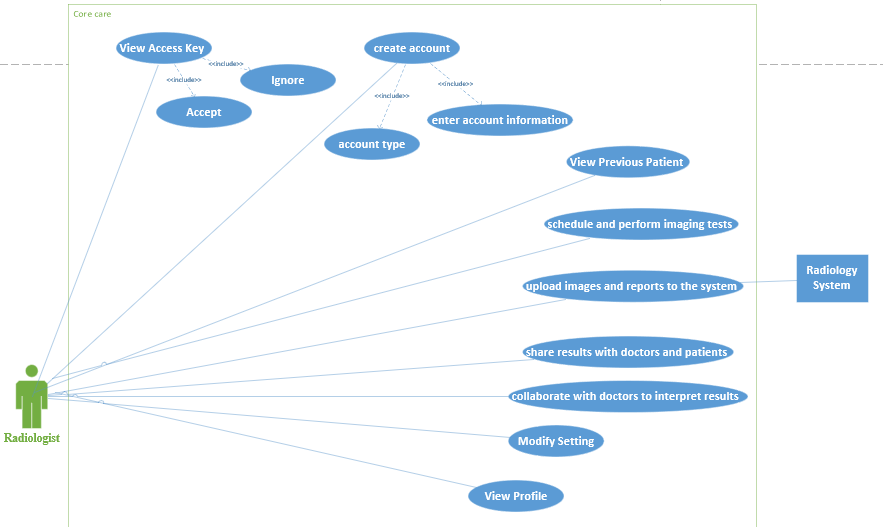 Core care
View Access Key
create account
<<include>>
Ignore
<<include>>
<<include>>
<<include>>
Accept
enter account information
account type
View Previous Patient
schedule and perform imaging tests
Radiology
System
upload images and reports to the system
share results with doctors and patients
collaborate with doctors to interpret results
Radiologist
Modify Setting
View Profile